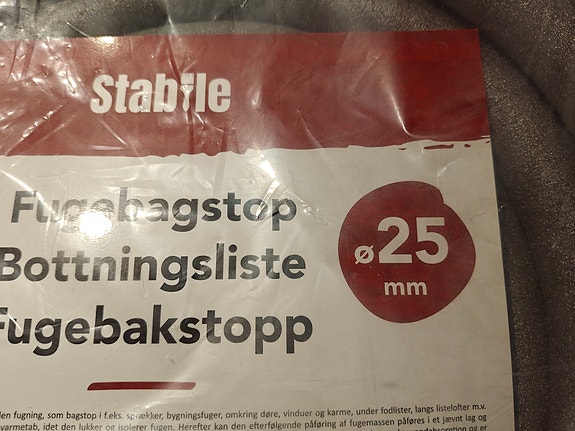 Stabile
Fugebagstop
Bottningsliste
Fugebakstopp
ø25
mm
fugning, som bagstop i f.eks. sprækker, bygningsfuger, omkring døre, vinduer og karme, under fodlister, langs listelofter m.v.
varmetab, idet den lukker og isolerer fugen. Herefter kan den efterfølgende påføring af fugemassen påføres i et jævnt lag og